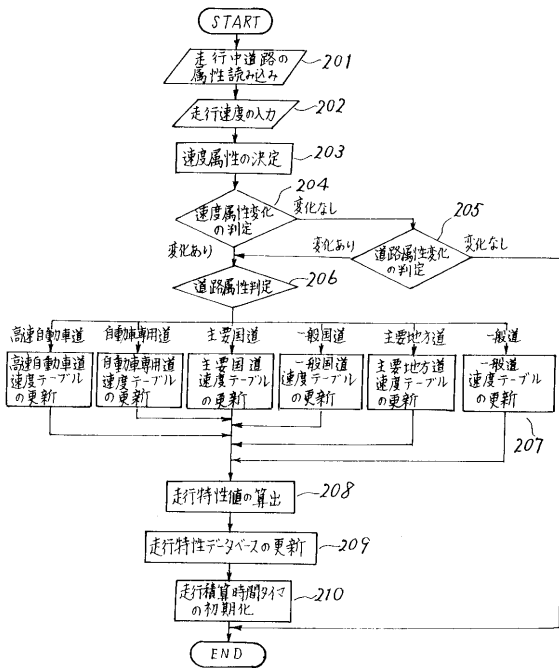 START
走行中道路の
属性読み込み
201
走行速度の入力
202
速度属性の決定
203
204
速度属性変化
の判定
変化なし
205
道路属性変化
の判定
変化あり
変化なし
変化あり
道路属性判定
206
高速自動車道
自動車専用道
主要国道
一般国道
主要地方道
一般道
高速自動車道
速度テーブル
の更新
自動車専用道
速度テーブル
の更新
主要国道
速度テーブル
の更新
一般国道
速度テーブル
の更新
主要地方道
速度テーブル
の更新
一般道
速度テーブル
の更新
207
走行特性値の算出
208
走行特性データベースの更新
209
走行積算時間タイマ
の初期化
210
END